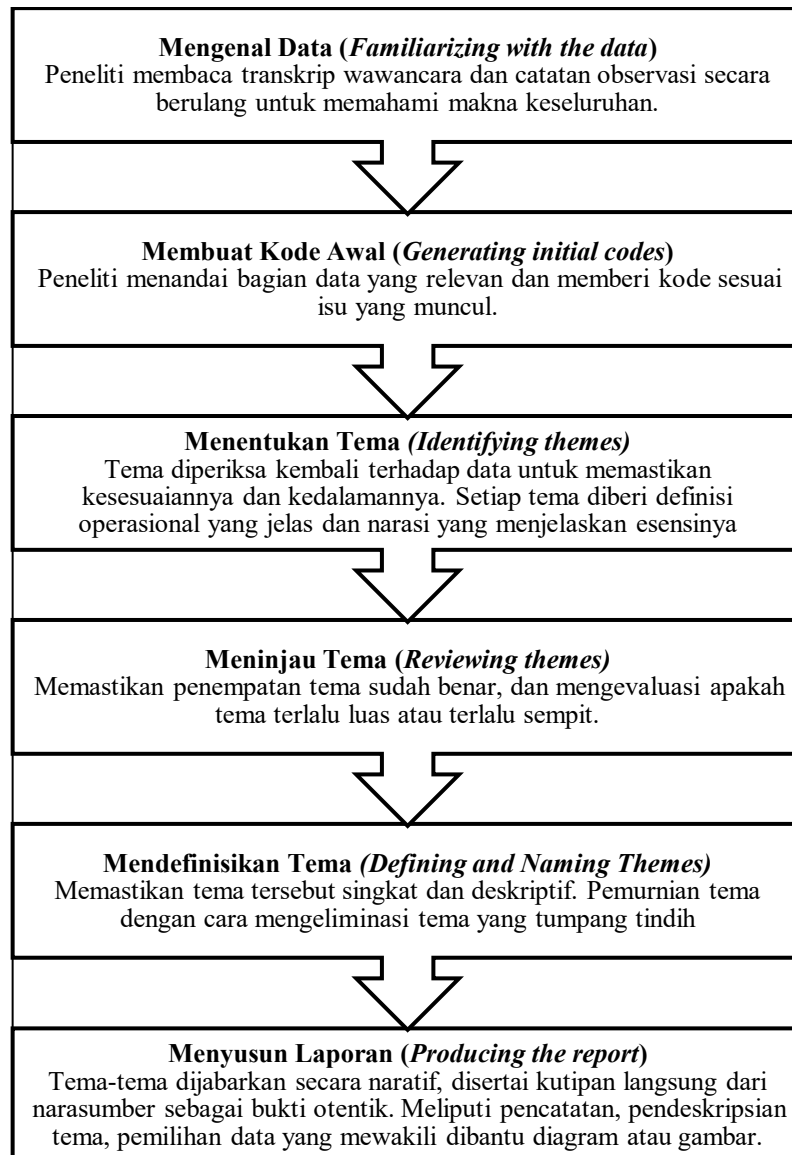 Mengenal Data (Familiarizing with the data)
Peneliti membaca transkrip wawancara dan catatan observasi secara
berulang untuk memahami makna keseluruhan.
Membuat Kode Awal (Generating initial codes)
Peneliti menandai bagian data yang relevan dan memberi kode sesuai
isu yang muncul.
Menentukan Tema (Identifying themes)
Tema diperiksa kembali terhadap data untuk memastikan
kesesuaiannya dan kedalamannya. Setiap tema diberi definisi
operasional yang jelas dan narasi yang menjelaskan esensinya
Meninjau Tema (Reviewing themes)
Memastikan penempatan tema sudah benar, dan mengevaluasi apakah
tema terlalu luas atau terlalu sempit.
Mendefinisikan Tema (Defining and Naming Themes)
Memastikan tema tersebut singkat dan deskriptif. Pemurnian tema
dengan cara mengeliminasi tema yang tumpang tindih
Menyusun Laporan (Producing the report)
Tema-tema dijabarkan secara naratif, disertai kutipan langsung dari
narasumber sebagai bukti otentik. Meliputi pencatatan, pendeskripsian
tema, pemilihan data yang mewakili dibantu diagram atau gambar.